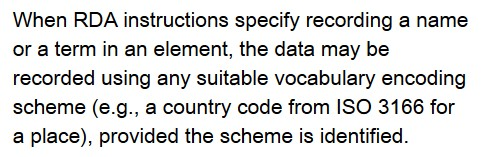 When RDA instructions specify recording a name
or a term in an element, the data may be
recorded using any suitable vocabulary encoding
scheme (e.g., a country code from ISO 3166 for
a place), provided the scheme is identified.